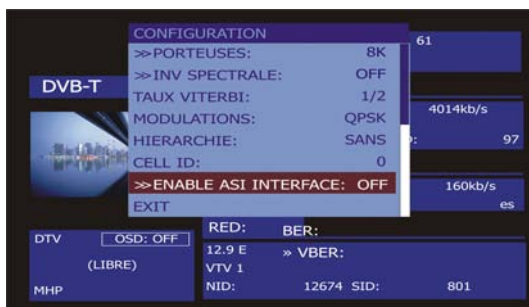 CONFIGURATION
≫PORTEUSES: 8K
≫INV SPECTRALE: OFF
TAUX VITERBI: 1/2
MODULATIONS: QPSK
HIERARCHIE: SANS
CELL ID: 0
≫ENABLE ASI INTERFACE: OFF
EXIT
61
DVB-T
4014kb/s
): 97
160kb/s
es
DTV OSD: OFF
(LIBRE)
MHP
RED: BER:
12.9 E » VBER:
VTV 1
NID: 12674 SID: 801